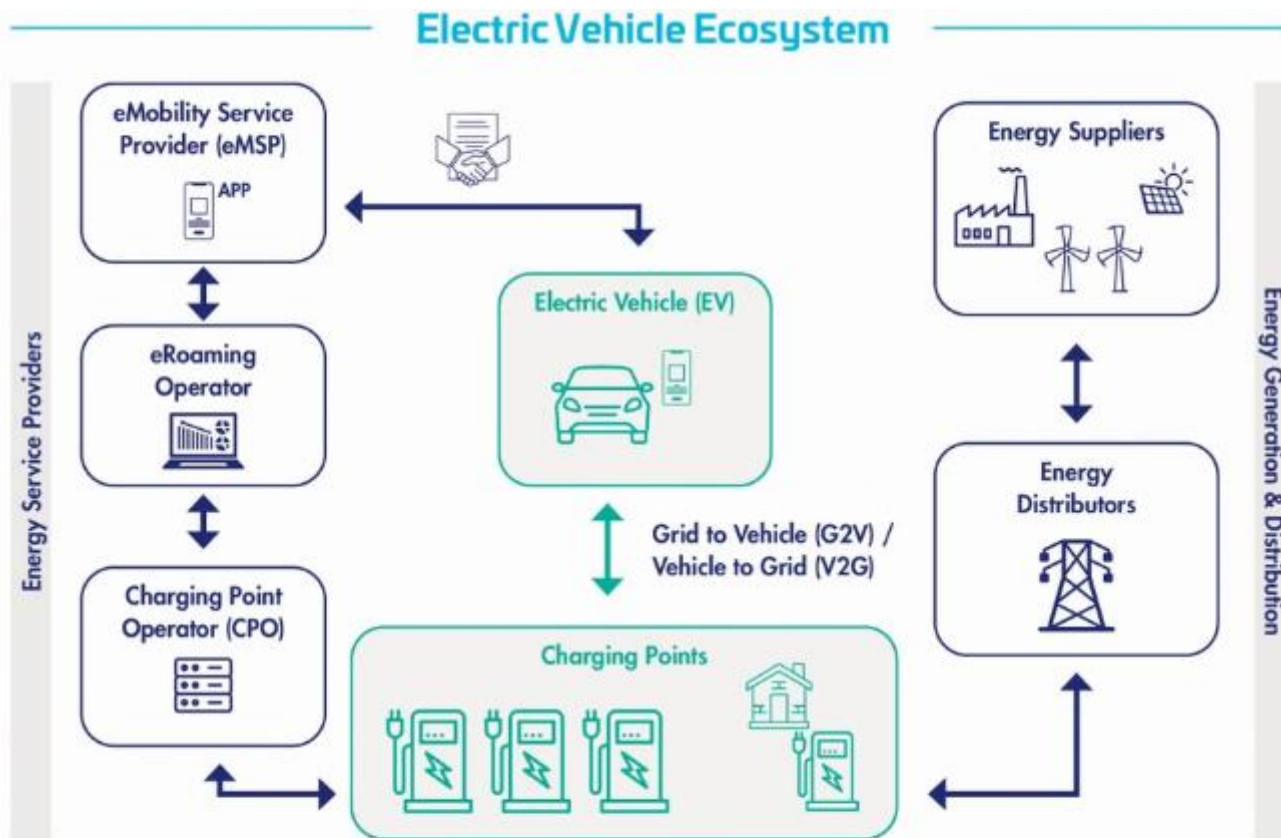 Electric Vehicle Ecosystem
Energy Service Providers
eMobility Service
Provider (eMSP)
APP
eRoaming
Operator
Charging Point
Operator (CPO)
Electric Vehicle (EV)
Grid to Vehicle (G2V) /
Vehicle to Grid (V2G)
Charging Points
Energy Suppliers
Energy
Distributors
Energy Generation & Distribution